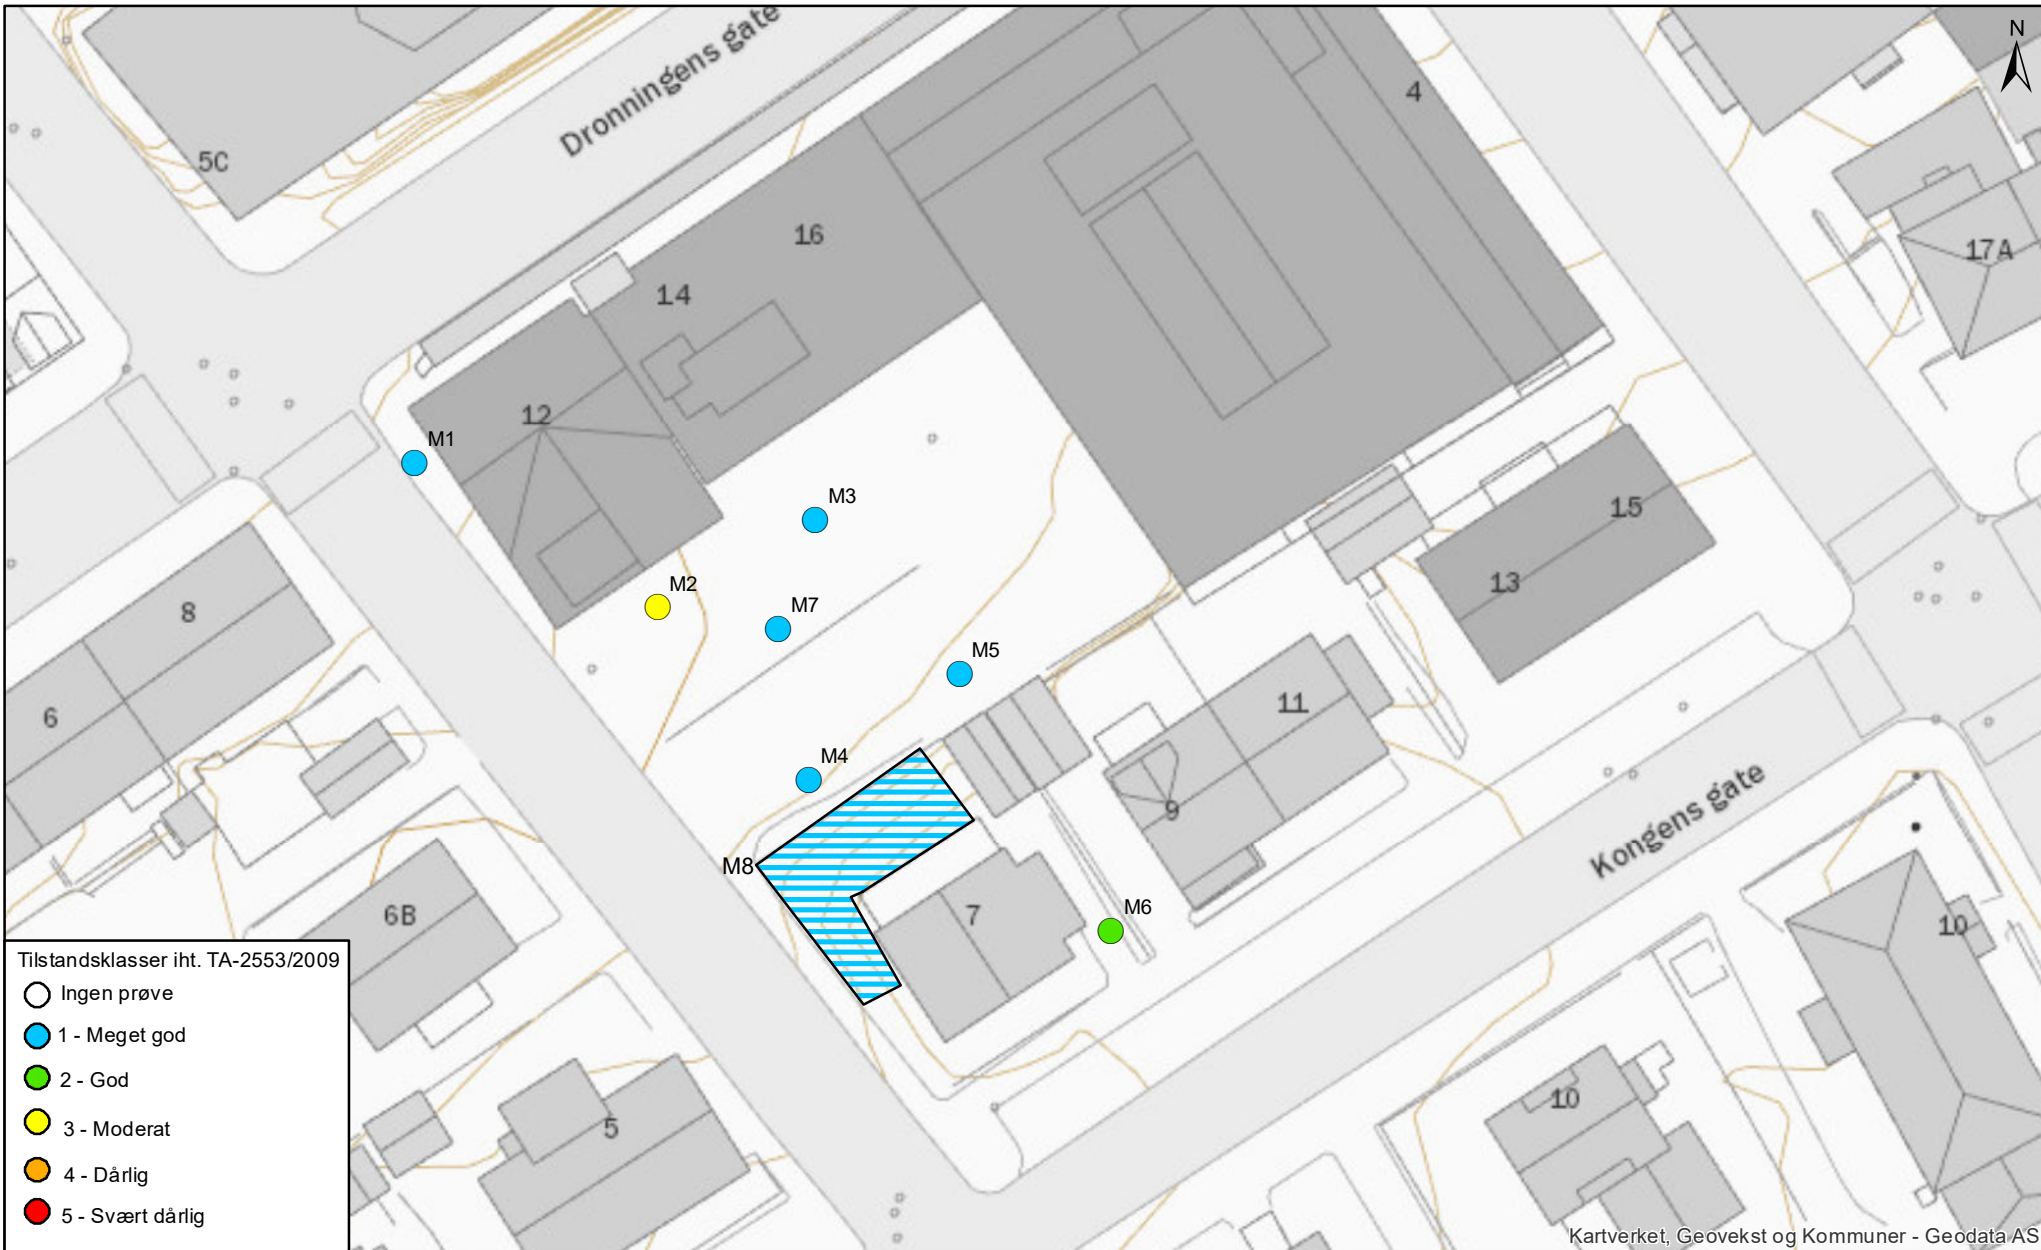 Dronningens gate
N
4
5C
16
17A
14
12
M1
M3
15
13
M2
8
M7
M5
6
11
Kongens gate
M4
9
M8
7
M6
6B
10
10
5
Tilstandsklasser iht. TA-2553/2009
Ingen prøve
1 - Meget god
2 - God
3 - Moderat
4 - Dårlig
5 - Svært dårlig
Kartverket, Geovekst og Kommuner - Geodata AS